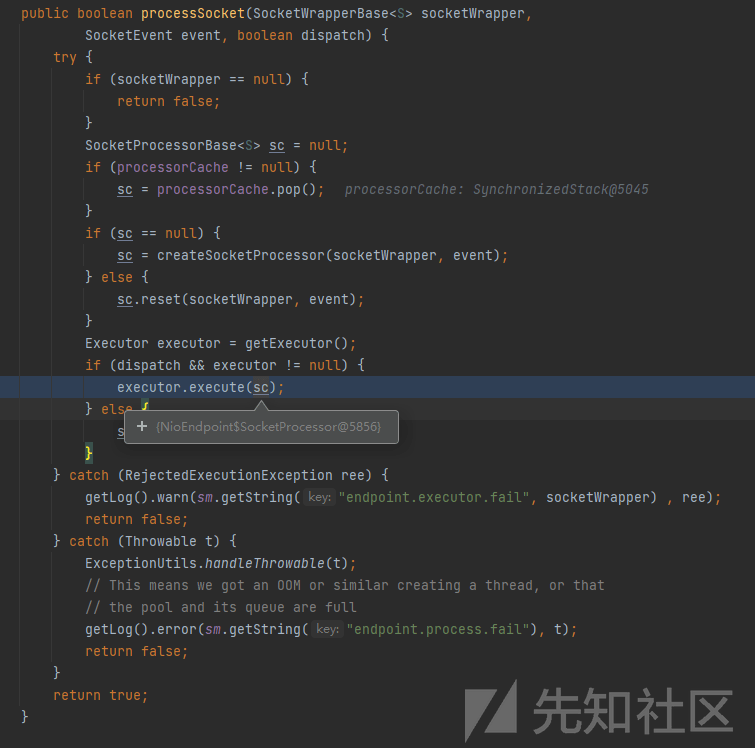 public boolean processSocket(SocketWrapperBase<S> socketWrapper,
        SocketEvent event, boolean dispatch) {
    try {
        if (socketWrapper == null) {
            return false;
        }
        SocketProcessorBase<S> sc = null;
        if (processorCache != null) {
            sc = processorCache.pop();   processorCache: SynchronizedStack@5045
        }
        if (sc == null) {
            sc = createSocketProcessor(socketWrapper, event);
        } else {
            sc.reset(socketWrapper, event);
        }
        Executor executor = getExecutor();
        if (dispatch && executor != null) {
            executor.execute(sc);
        } else {
            + {NioEndpoint$SocketProcessor@5856}
        }
    } catch (RejectedExecutionException ree) {
        getLog().warn(sm.getString( key: "endpoint.executor.fail", socketWrapper) , ree);
        return false;
    } catch (Throwable t) {
        ExceptionUtils.handleThrowable(t);
        // This means we got an OOM or similar creating a thread, or that
        // the pool and its queue are full
        getLog().error(sm.getString( key: "endpoint.process.fail"), t);
        return false;
    }
    return true;
}
先知社区